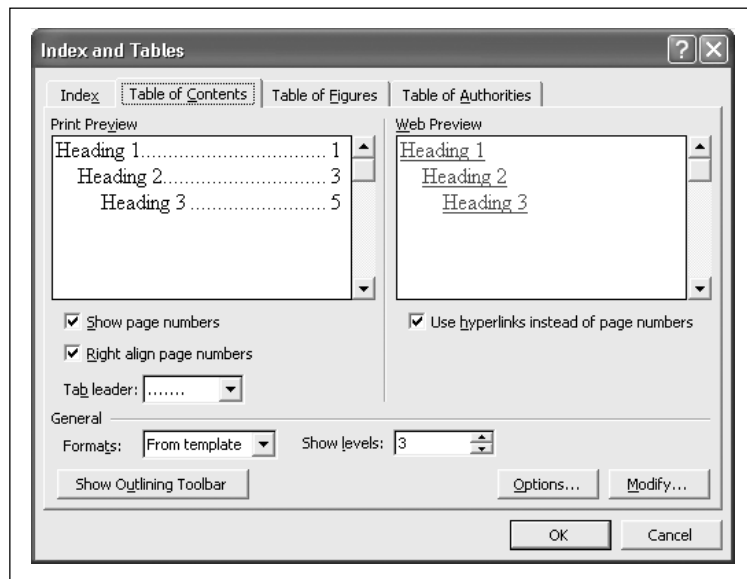 Index and Tables
Index
Table of Contents
Table of Figures
Table of Authorities
Print Preview
Heading 1.............................. 1
Heading 2.......................... 3
Heading 3 ........................ 5
Show page numbers
Right align page numbers
Tab leader: .......
Web Preview
Heading 1
Heading 2
Heading 3
Use hyperlinks instead of page numbers
General
Formats: From template Show levels: 3
Show Outlining Toolbar Options... Modify...
OK Cancel